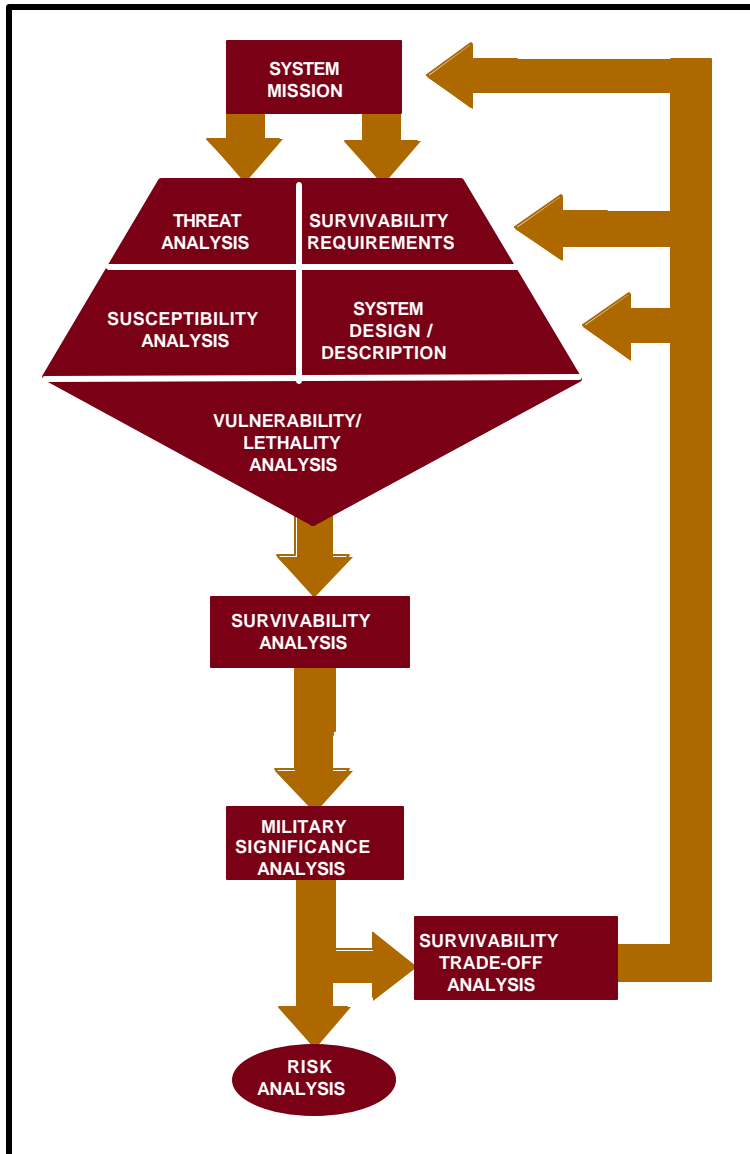 SYSTEM
MISSION
THREAT
ANALYSIS
SURVIVABILITY
REQUIREMENTS
SUSCEPTIBILITY
ANALYSIS
SYSTEM
DESIGN /
DESCRIPTION
VULNERABILITY/
LETHALITY
ANALYSIS
SURVIVABILITY
ANALYSIS
MILITARY
SIGNIFICANCE
ANALYSIS
SURVIVABILITY
TRADE-OFF
ANALYSIS
RISK
ANALYSIS